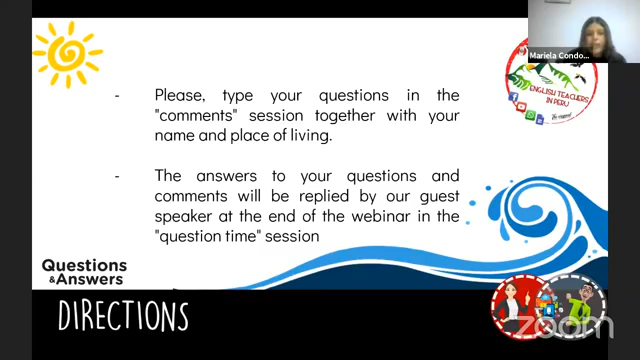 Mariela Condo...
- Please, type your questions in the
"comments" session together with your
name and place of living.
- The answers to your questions and
comments will be replied by our guest
speaker at the end of the webinar in the
"question time" session
ENGLISH TEACHERS
IN PERU
Questions
&Answers
DIRECTIONS
zoom